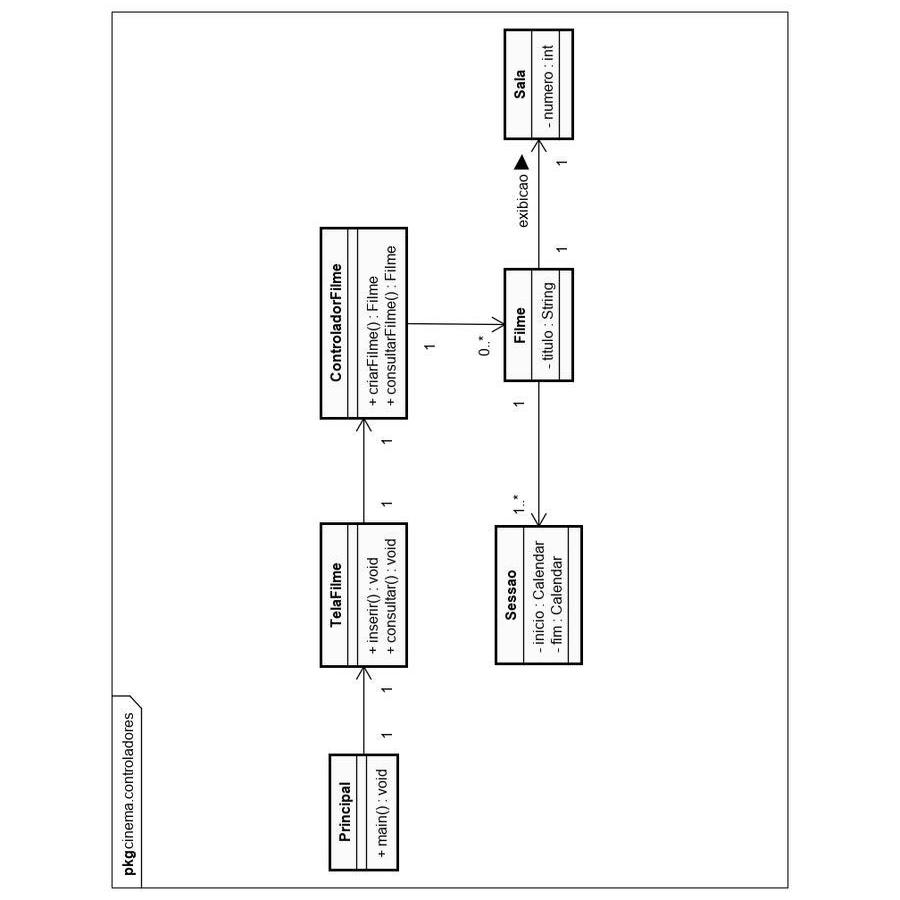 pkg cinema.controladores
Principal
+ main() : void
1
1
TelaFilme
+ inserir() : void
+ consultar() : void
1
1
ControladorFilme
+ criarFilme() : Filme
+ consultarFilme() : Filme
1
0..*
Sessao
- inicio : Calendar
- fim : Calendar
1..*
1
Filme
- titulo : String
1
exibicao
1
Sala
- numero : int